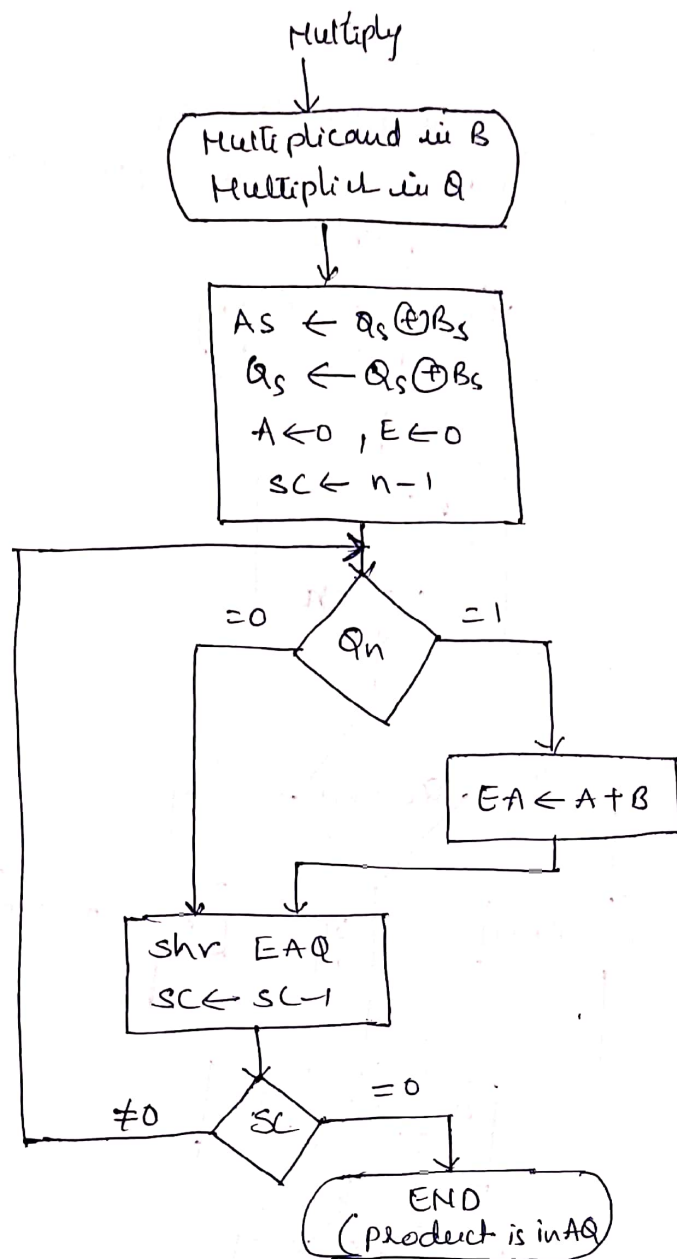 Multiply
Multiplicand in B
Multiplier in Q
AS ← Qs⊕Bs
Qs ← Qs⊕Bs
A←0 , E←0
SC ← n-1
=0
=1
Qn
EA ← A+B
shr EAQ
SC← SC-1
≠0
=0
SC
END
(product is in AQ